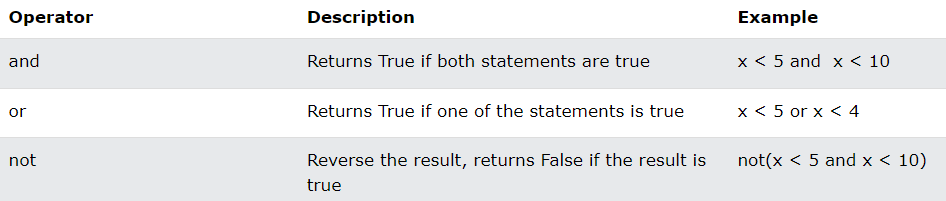 Operator Description Example
and Returns True if both statements are true x < 5 and  x < 10
or Returns True if one of the statements is true x < 5 or x < 4
not Reverse the result, returns False if the result is not(x < 5 and x < 10)
true